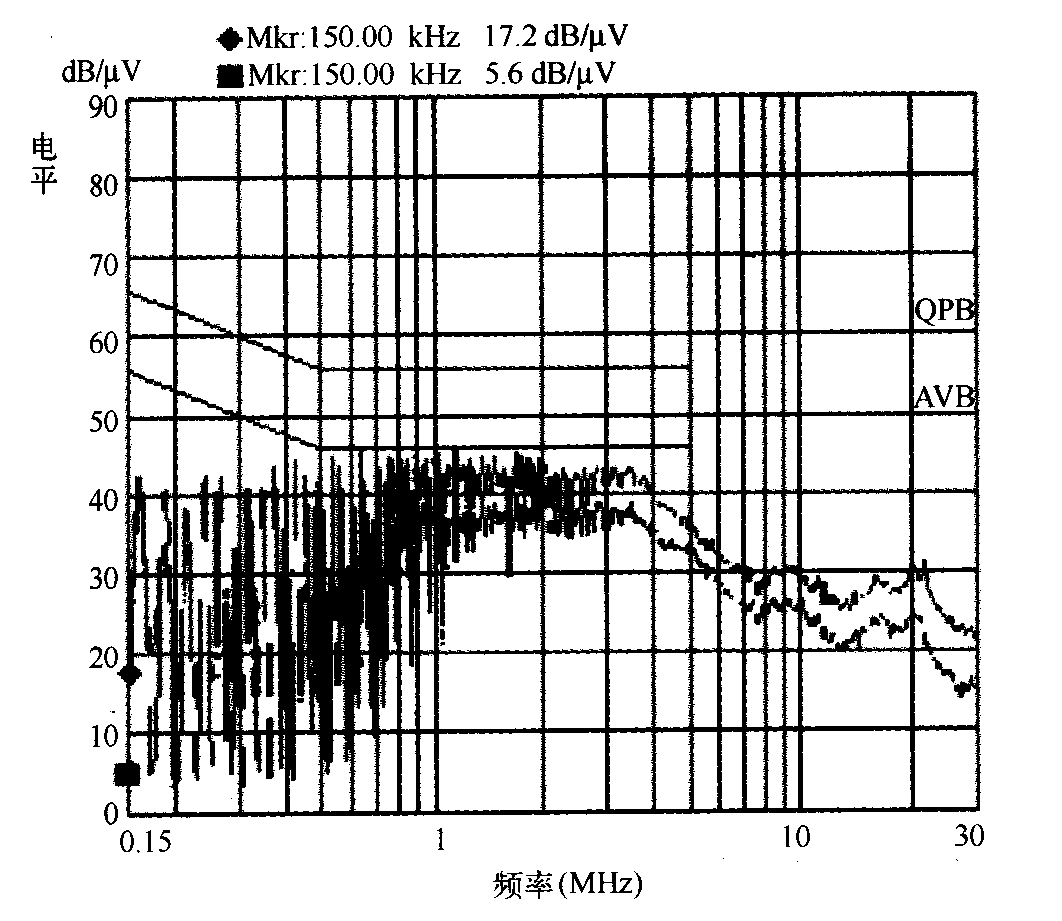 ◆Mkr:150.00 kHz 17.2 dB/μV
■Mkr:150.00 kHz 5.6 dB/μV
dB/μV
90
电平
80
70
QPB
60
AVB
50
40
30
20
10
0
0.15 1 10 30
频率(MHz)